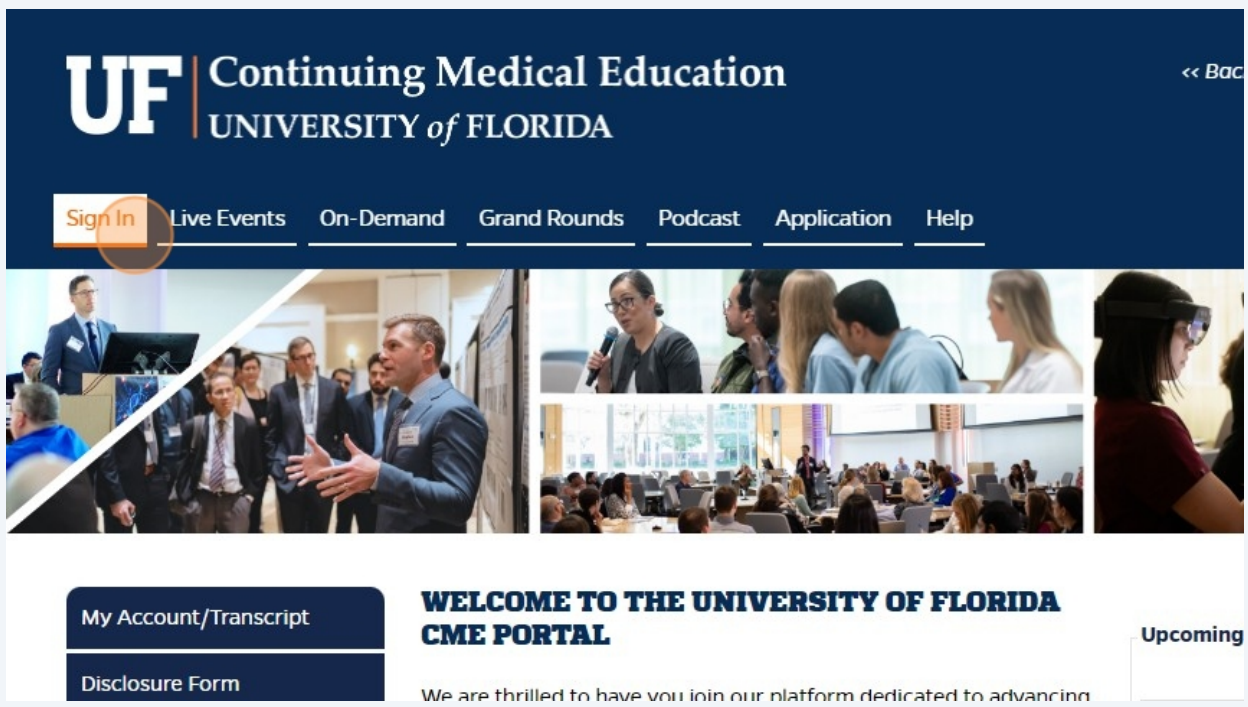 UF Continuing Medical Education
UNIVERSITY of FLORIDA
<< Bac
Sign In Live Events On-Demand Grand Rounds Podcast Application Help
My Account/Transcript
Disclosure Form
WELCOME TO THE UNIVERSITY OF FLORIDA
CME PORTAL
We are thrilled to have you join our platform dedicated to advancing
Upcoming